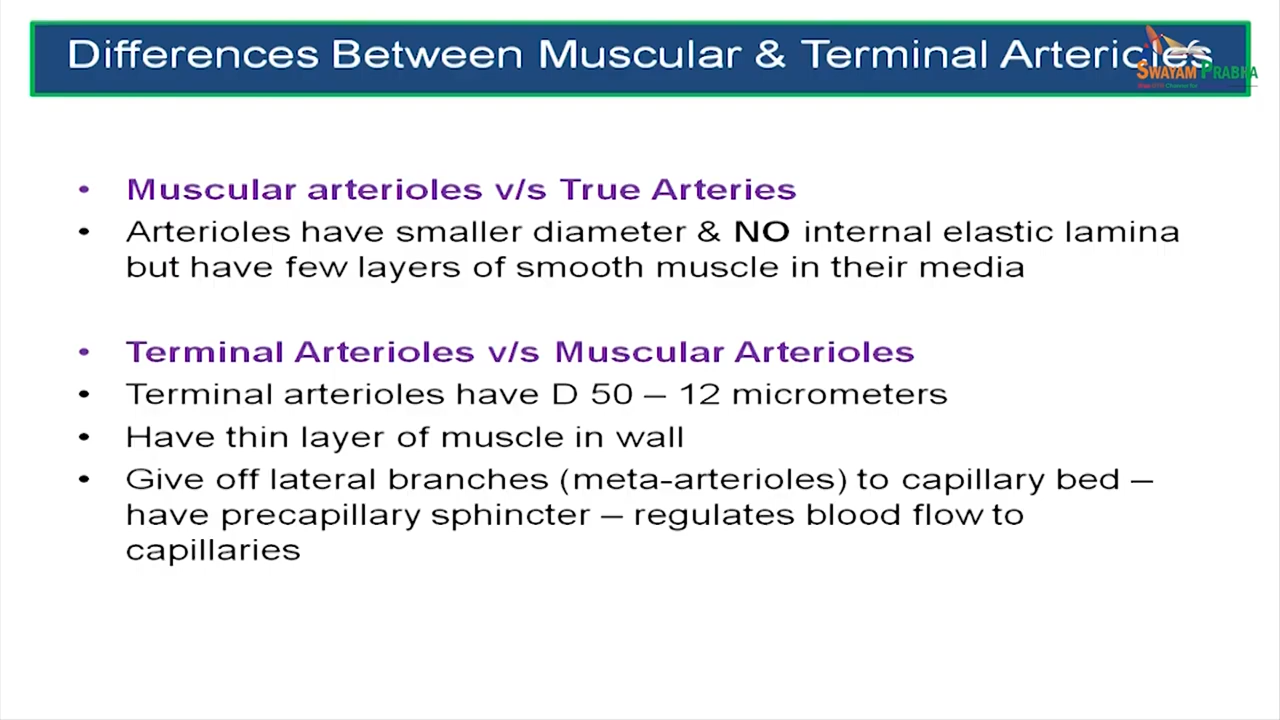 Differences Between Muscular & Terminal Arterioles
SWAYAM PRABHA
• Muscular arterioles v/s True Arteries
• Arterioles have smaller diameter & NO internal elastic lamina
but have few layers of smooth muscle in their media
• Terminal Arterioles v/s Muscular Arterioles
• Terminal arterioles have D 50 – 12 micrometers
• Have thin layer of muscle in wall
• Give off lateral branches (meta-arterioles) to capillary bed –
have precapillary sphincter – regulates blood flow to
capillaries